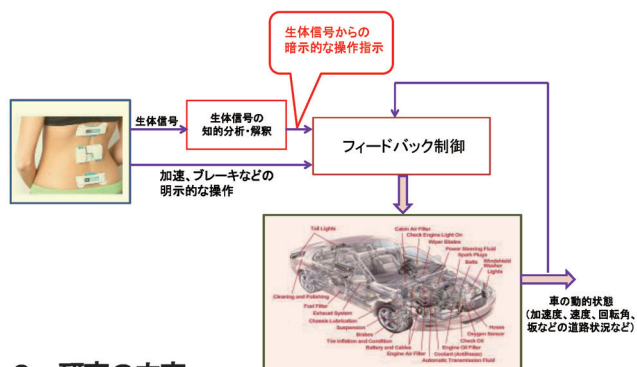 生体信号からの
暗示的な操作指示
生体信号
生体信号の
知的分析・解釈
フィードバック制御
加速、ブレーキなどの
明示的な操作
Tail Lights
Cabin Air Filter
Check Engine Light On
Wiper Blades
Power Steering Fluid
Spark Plugs
Belts
Windshield
Washer
Lights
Cleaning and Polishing
Fuel Filter
Exhaust System
Chassis Lubrication
Suspension
Brakes
Tire Inflation and Condition
Battery and Cables
Engine Air Filter
Hoses
Oxygen Sensor
Check Oil
Engine Oil Filter
Coolant (Antifreeze)
Automatic Transmission Fluid
車の動的状態
(加速度、速度、回転角、
坂などの道路状況など)